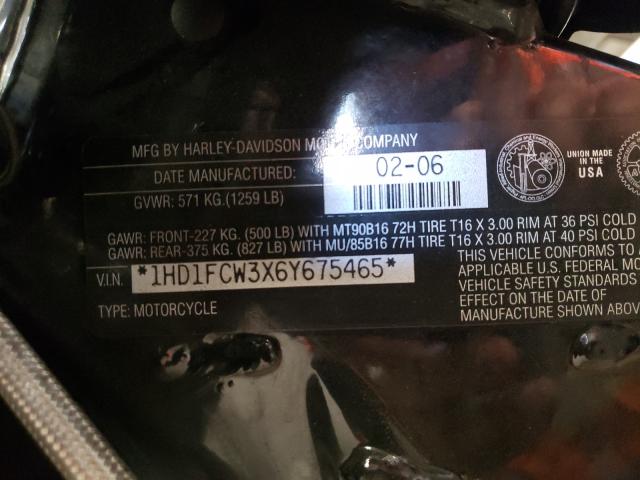 MFG BY HARLEY-DAVIDSON MOTOR COMPANY
DATE MANUFACTURED: 02-06
GVWR: 571 KG.(1259 LB)
UNION MADE IN THE USA
GAWR: FRONT-227 KG. (500 LB) WITH MT90B16 72H TIRE T16 X 3.00 RIM AT 36 PSI COLD
GAWR: REAR-375 KG. (827 LB) WITH MU/85B16 77H TIRE T16 X 3.00 RIM AT 40 PSI COLD
V.I.N. *1HD1FCW3X6Y675465*
TYPE: MOTORCYCLE
THIS VEHICLE CONFORMS TO
APPLICABLE U.S. FEDERAL MO
VEHICLE SAFETY STANDARDS
EFFECT ON THE DATE OF
MANUFACTURE SHOWN ABOV